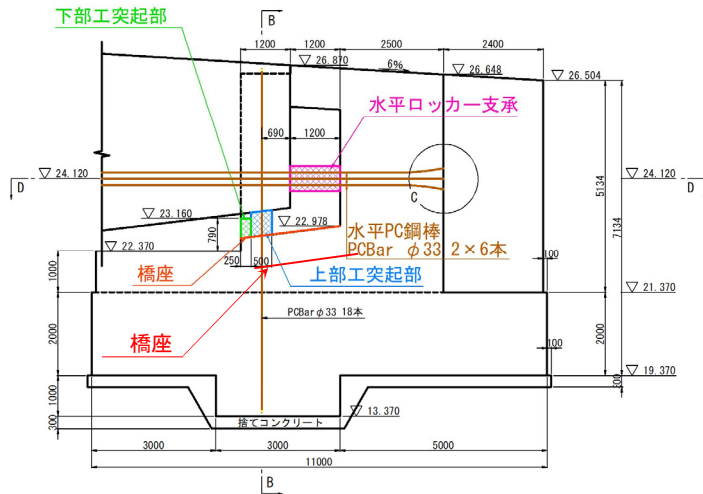 B
下部工突起部
1200
1200
2500
2400
26.870
6%
26.648
26.504
水平ロッカー支承
690
1200
24.120
24.120
D
D
C
5134
7134
23.160
22.978
790
水平PC鋼棒
PCBar φ33 2×6本
22.370
250
500
100
橋座
上部工突起部
1000
21.370
PCBarφ33 18本
橋座
2000
2000
100
19.370
300
1000
13.370
300
捨てコンクリート
3000
3000
5000
11000
B